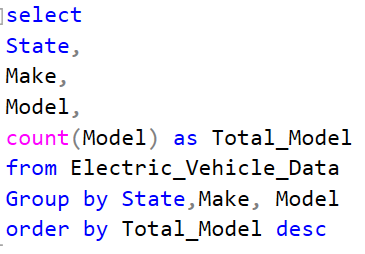 select
State,
Make,
Model,
count(Model) as Total_Model
from Electric_Vehicle_Data
Group by State,Make, Model
order by Total_Model desc